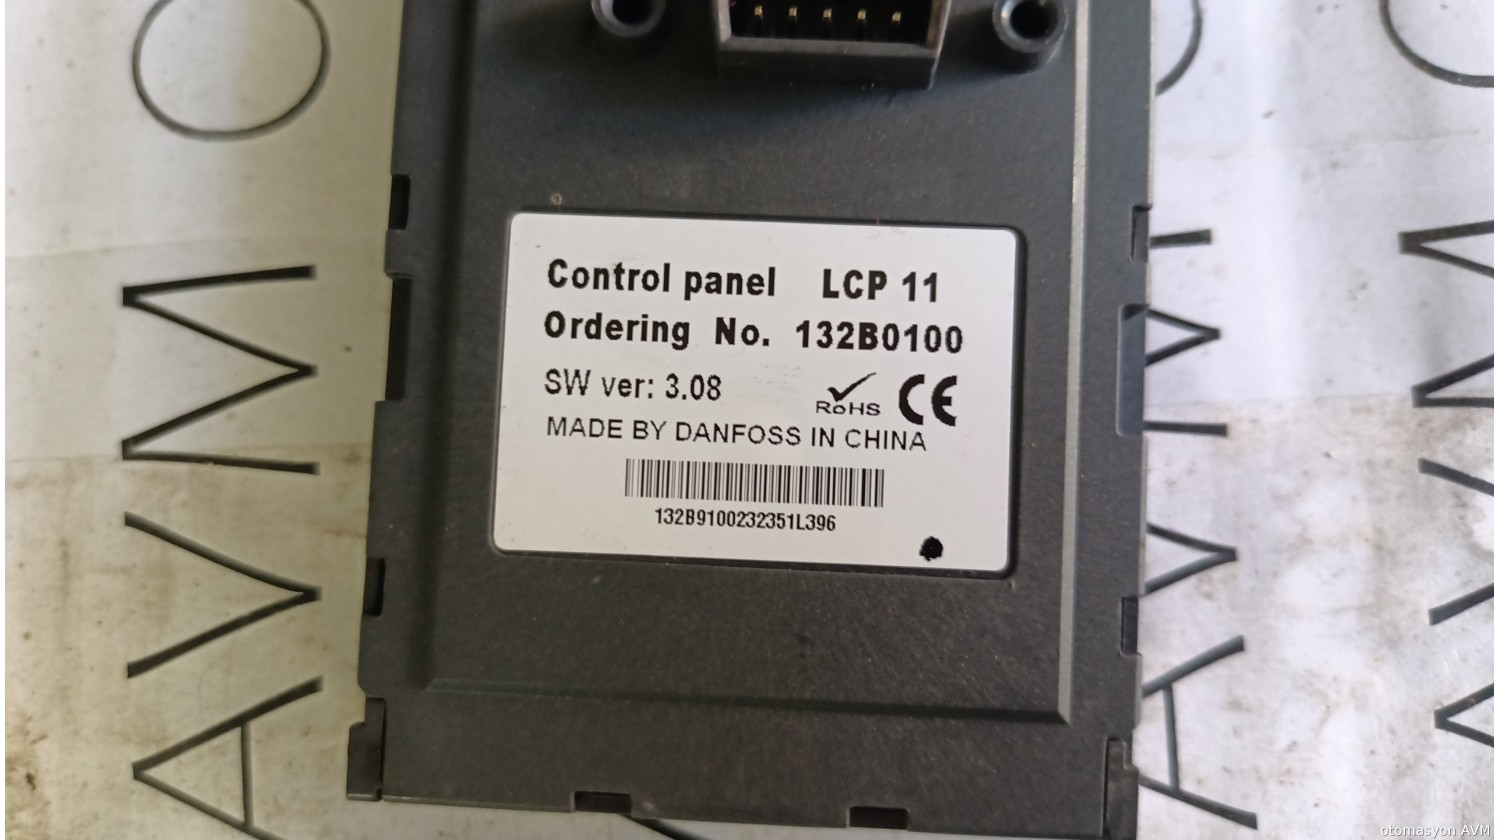 Control panel LCP 11
Ordering No. 132B0100
SW ver: 3.08
RoHS CE
MADE BY DANFOSS IN CHINA
132B9100232351L396
AVM
otomasyon AVM